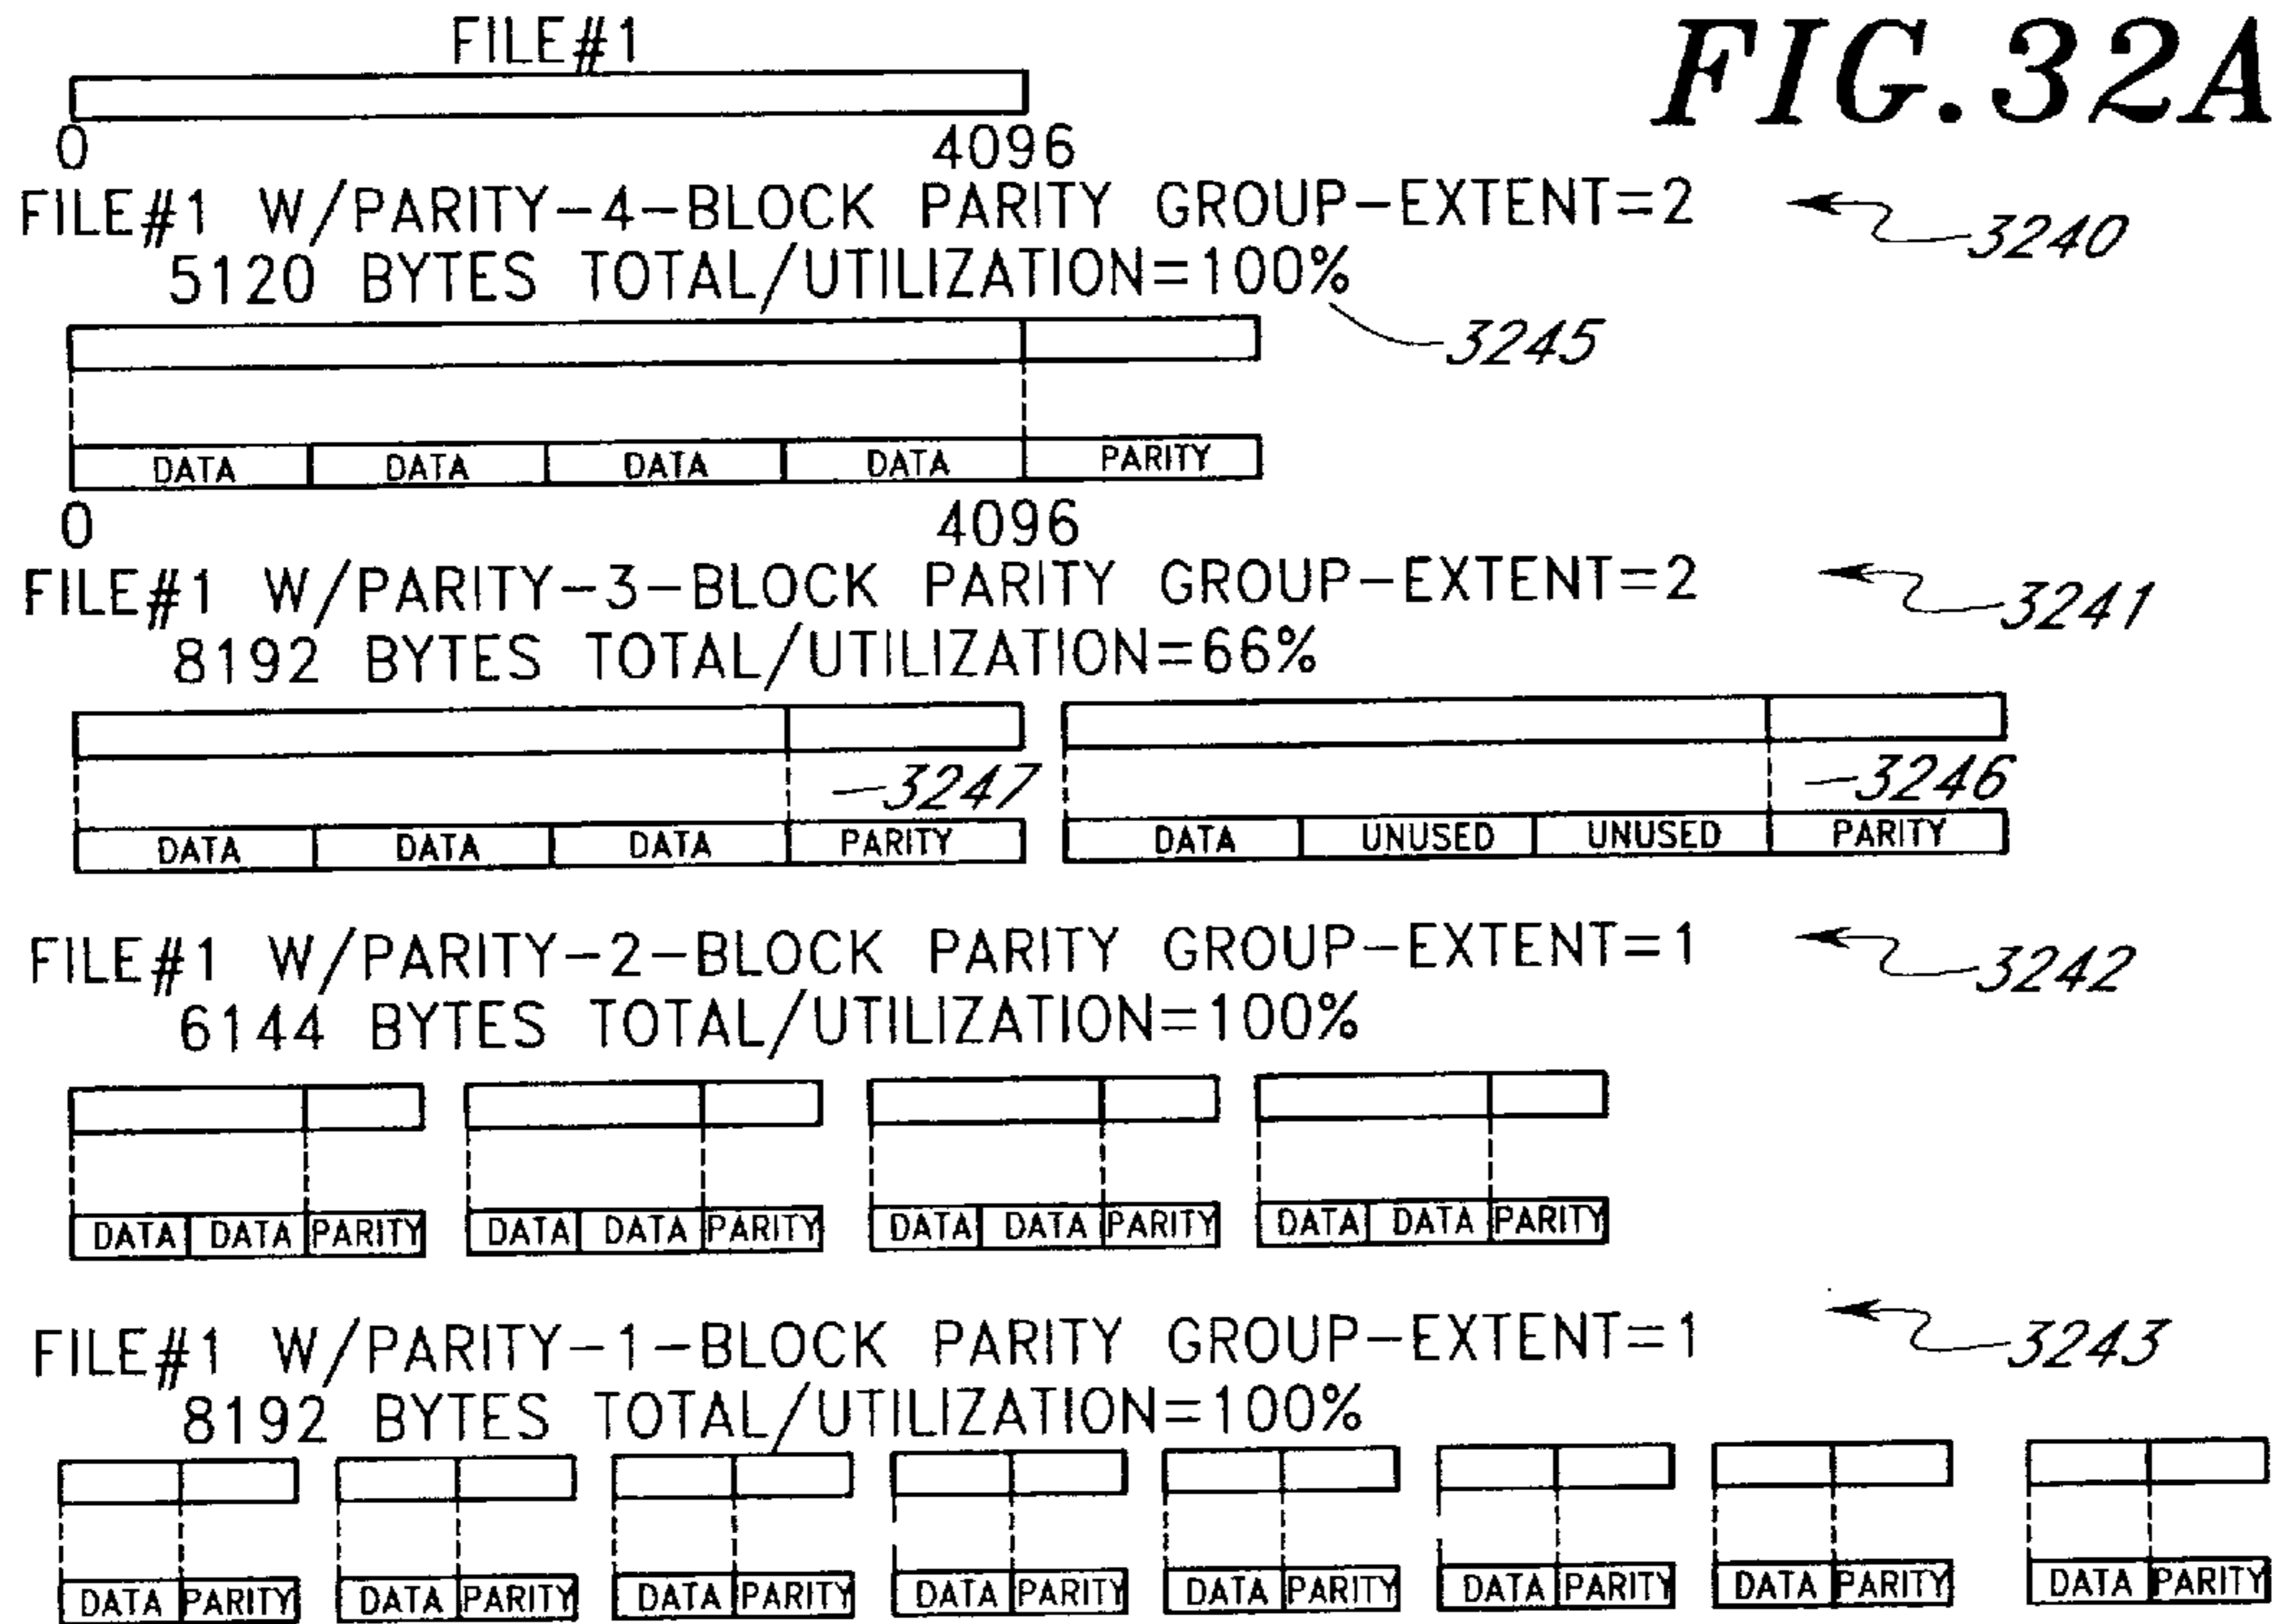 FILE#1
FIG.32A
0 4096
FILE#1 W/PARITY-4-BLOCK PARITY GROUP-EXTENT=2
3240
5120 BYTES TOTAL/UTILIZATION=100%
3245
DATA DATA DATA DATA PARITY
0 4096
FILE#1 W/PARITY-3-BLOCK PARITY GROUP-EXTENT=2
3241
8192 BYTES TOTAL/UTILIZATION=66%
3247 3246
DATA DATA DATA PARITY DATA UNUSED UNUSED PARITY
FILE#1 W/PARITY-2-BLOCK PARITY GROUP-EXTENT=1
3242
6144 BYTES TOTAL/UTILIZATION=100%
DATA DATA PARITY DATA DATA PARITY DATA DATA PARITY DATA DATA PARITY
FILE#1 W/PARITY-1-BLOCK PARITY GROUP-EXTENT=1
3243
8192 BYTES TOTAL/UTILIZATION=100%
DATA PARITY DATA PARITY DATA PARITY DATA PARITY DATA PARITY DATA PARITY DATA PARITY DATA PARITY